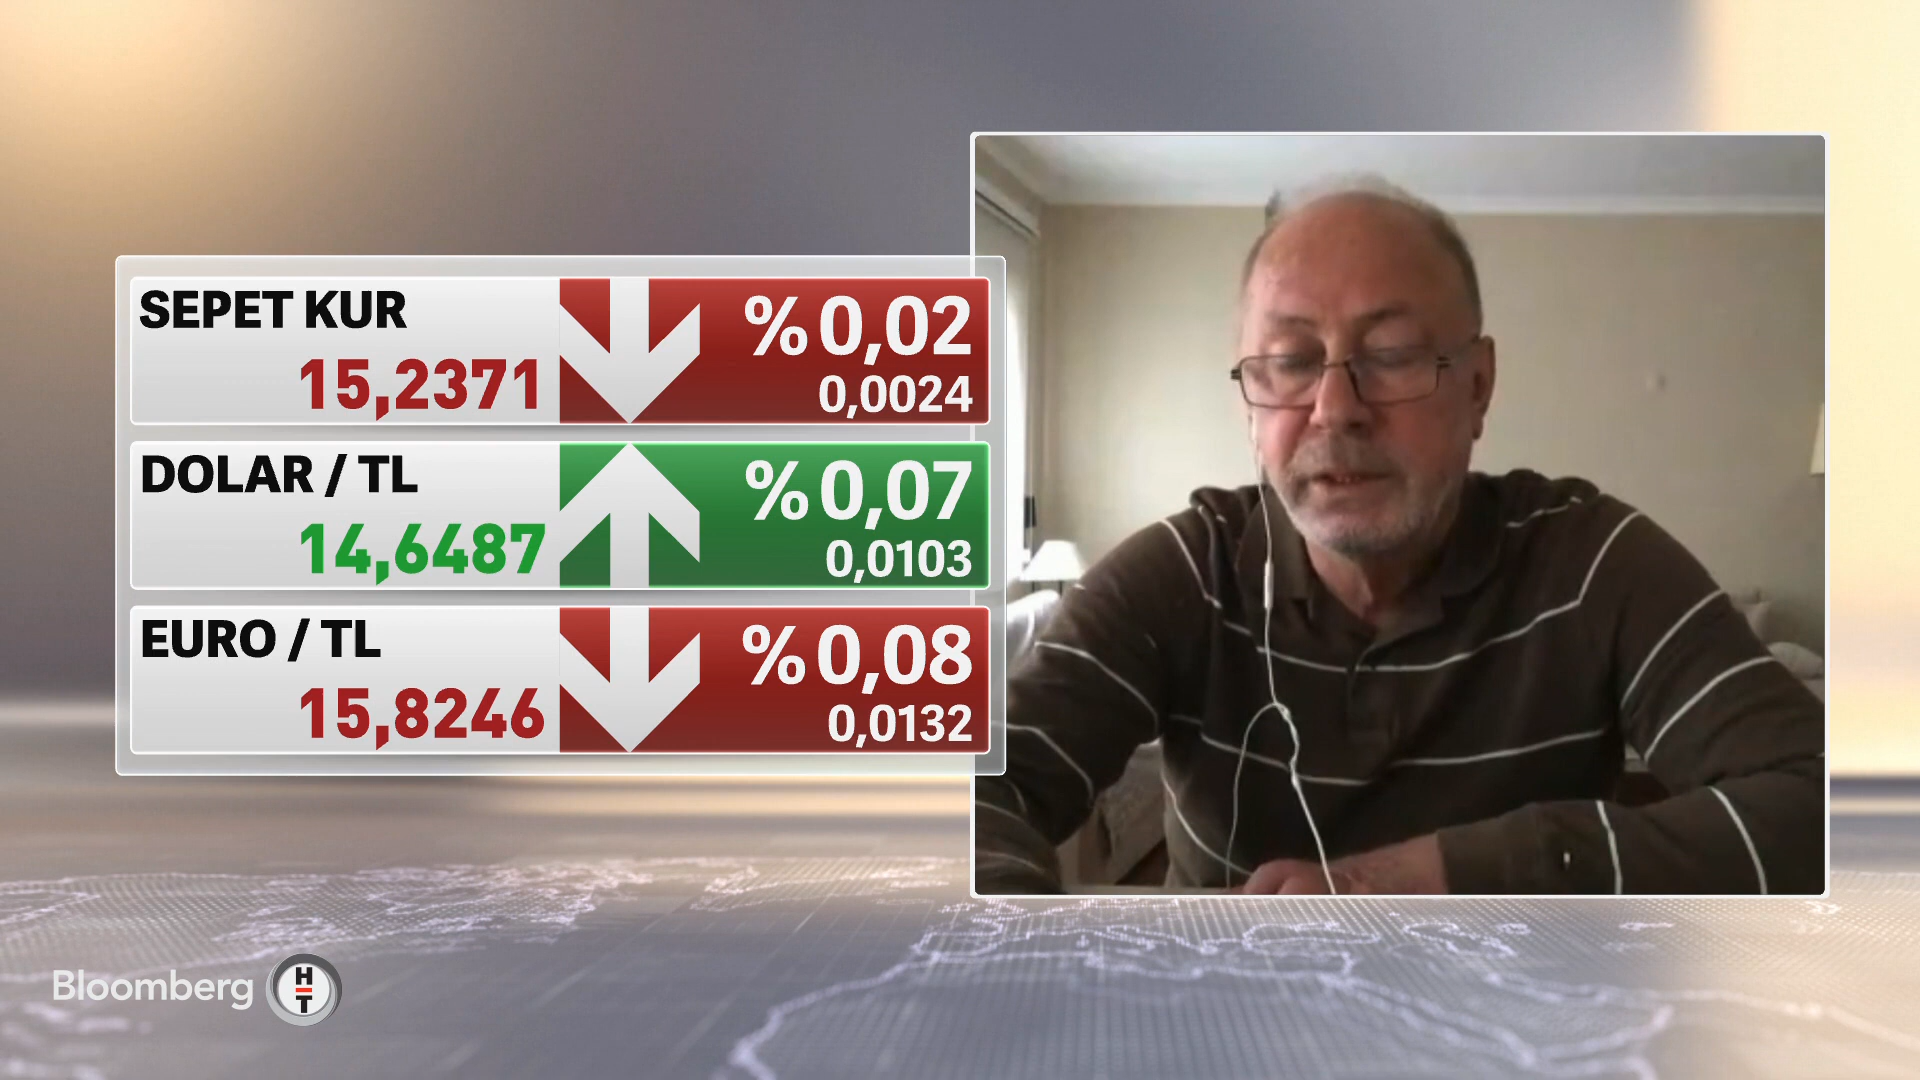 SEPET KUR
15,2371
%0,02
0,0024
DOLAR / TL
14,6487
%0,07
0,0103
EURO / TL
15,8246
%0,08
0,0132
Bloomberg HT